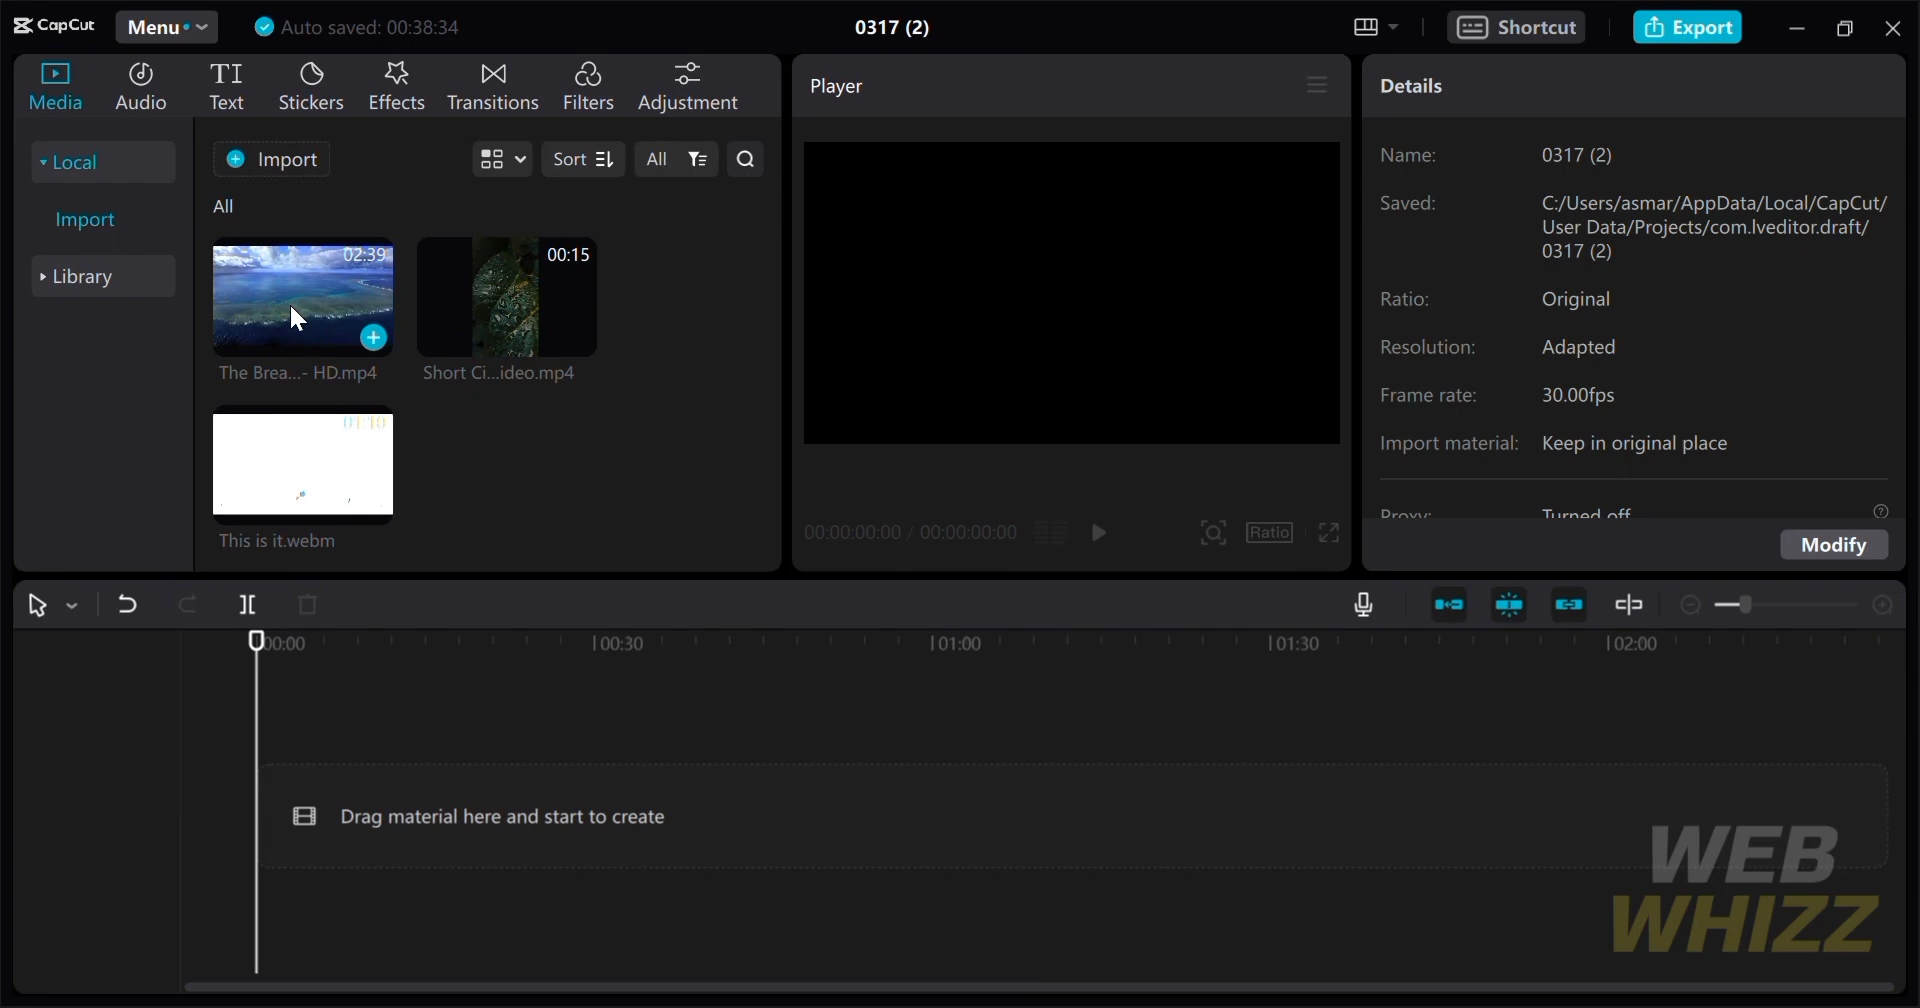 CapCut
Menu
Auto saved: 00:38:34
0317 (2)
Shortcut
Export
Media
Audio
Text
Stickers
Effects
Transitions
Filters
Adjustment
Local
Import
Library
Import
Sort
All
All
02:39
The Brea...- HD.mp4
00:15
Short Ci...ideo.mp4
This is it.webm
Player
00:00:00:00 / 00:00:00:00
Ratio
Details
Name: 0317 (2)
Saved: C:/Users/asmar/AppData/Local/CapCut/
User Data/Projects/com.lveditor.draft/
0317 (2)
Ratio: Original
Resolution: Adapted
Frame rate: 30.00fps
Import material: Keep in original place
Proxy: Turned off
Modify
00:00
00:30
01:00
01:30
02:00
Drag material here and start to create
WEB
WHIZZ